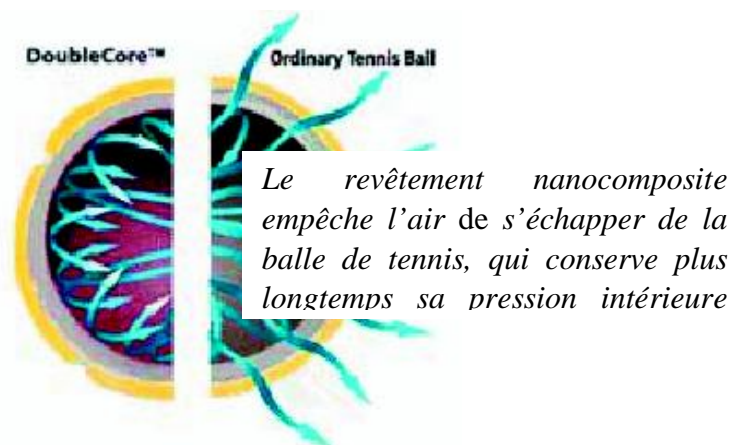 DoubleCore™
Ordinary Tennis Ball
Le revêtement nanocomposite
empêche l'air de s'échapper de la
balle de tennis, qui conserve plus
longtemps sa pression intérieure